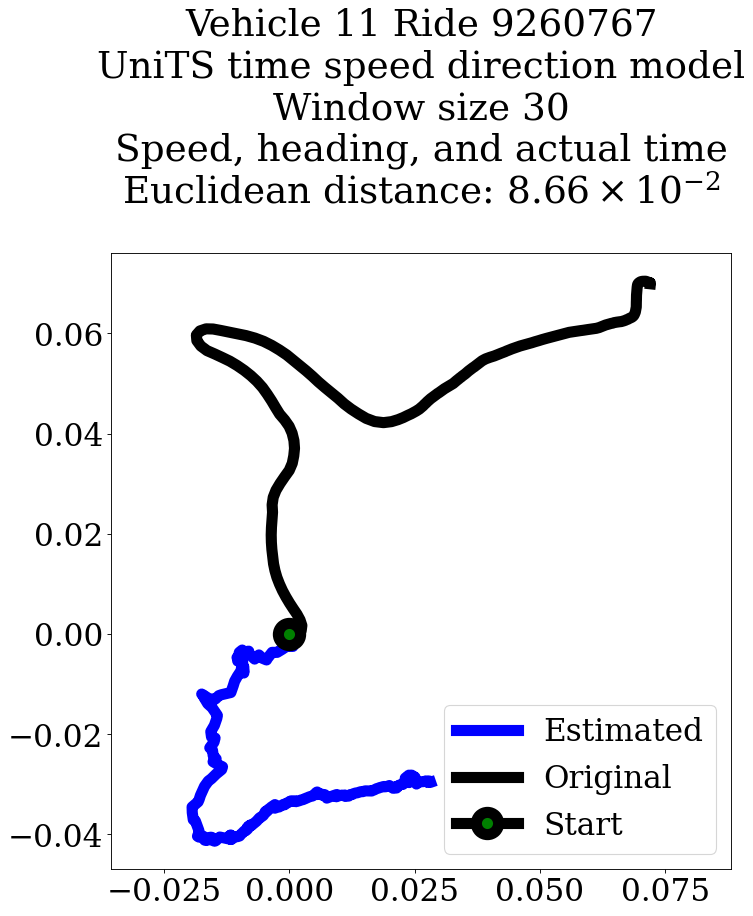 Vehicle 11 Ride 9260767
UniTS time speed direction model
Window size 30
Speed, heading, and actual time
Euclidean distance: 8.66 × 10⁻²
0.06
0.04
0.02
0.00
−0.02
−0.04
Estimated
Original
Start
−0.025 0.000 0.025 0.050 0.075